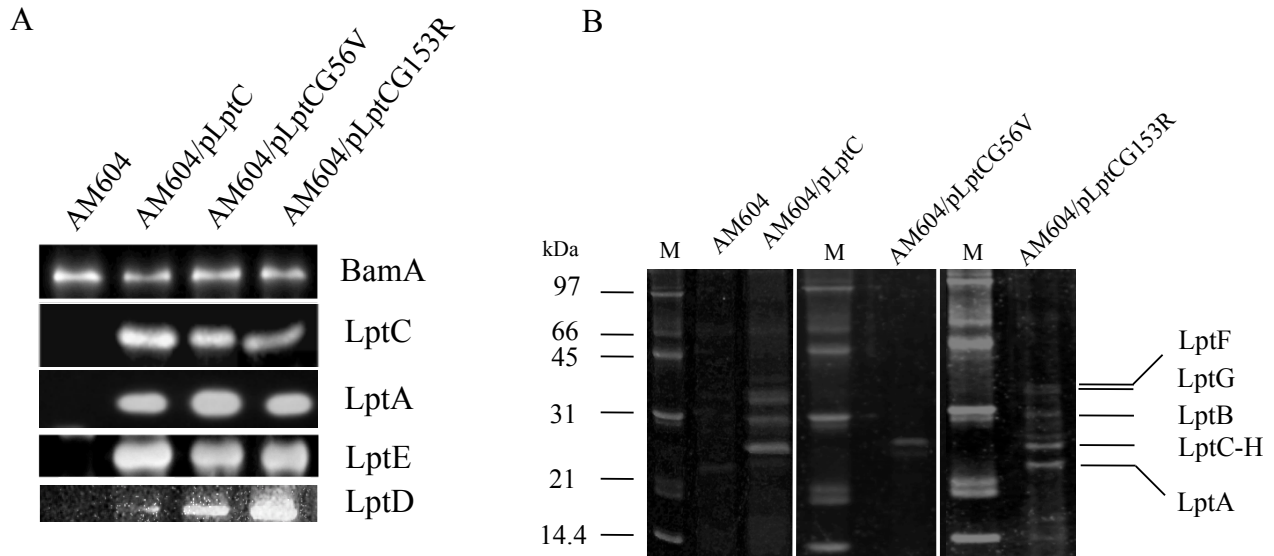 A
AM604
AM604/pLptC
AM604/pLptCG56V
AM604/pLptCG153R
BamA
LptC
LptA
LptE
LptD
B
kDa
M
AM604
AM604/pLptC
M
AM604/pLptCG56V
M
AM604/pLptCG153R
97
66
45
31
21
14.4
LptF
LptG
LptB
LptC-H
LptA